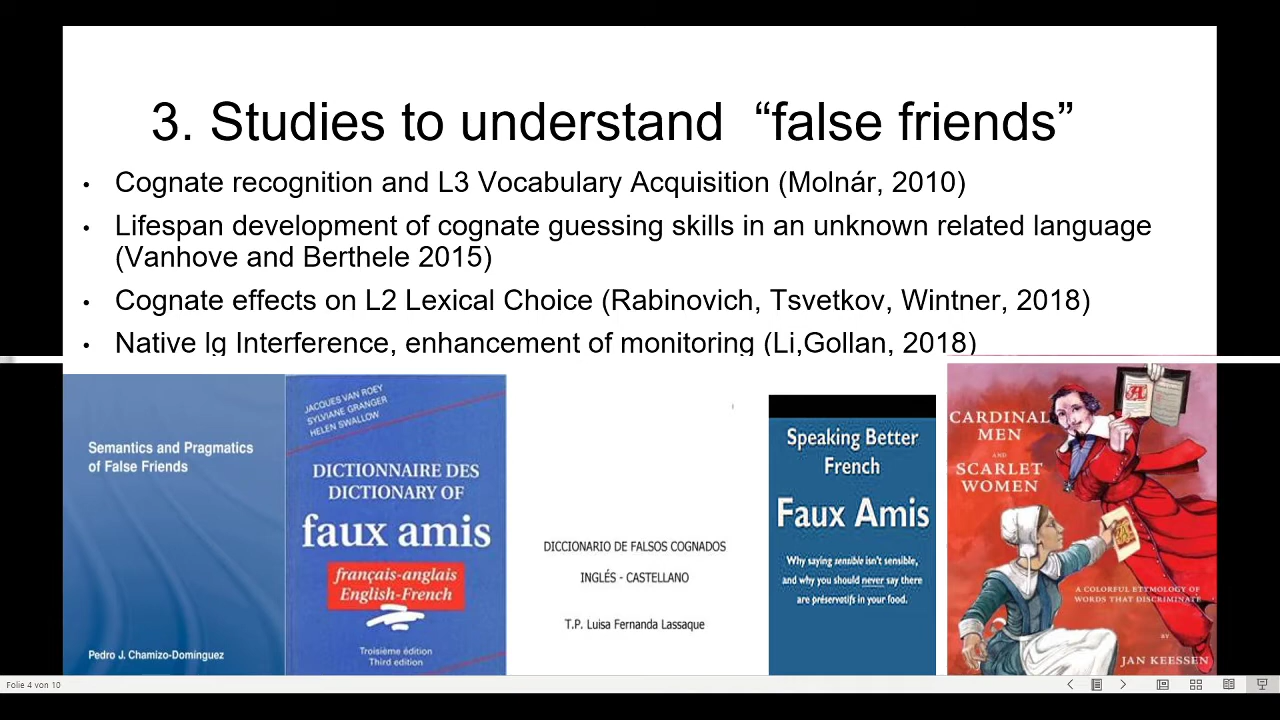 3. Studies to understand “false friends”
• Cognate recognition and L3 Vocabulary Acquisition (Molnár, 2010)
• Lifespan development of cognate guessing skills in an unknown related language
(Vanhove and Berthele 2015)
• Cognate effects on L2 Lexical Choice (Rabinovich, Tsvetkov, Wintner, 2018)
• Native lg Interference, enhancement of monitoring (Li,Gollan, 2018)
Semantics and Pragmatics
of False Friends
Pedro J. Chamizo-Domínguez
JACQUES VAN ROEY
SYLVIANE GRANGER
HELEN SWALLOW
DICTIONNAIRE DES
DICTIONARY OF
faux amis
français-anglais
English-French
Troisième édition
Third edition
DICCIONARIO DE FALSOS COGNADOS
INGLÉS - CASTELLANO
T.P. Luisa Fernanda Lassaque
Speaking Better
French
Faux Amis
Why saying sensible isn't sensible,
and why you should never say there
are préservatifs in your food.
CARDINAL
MEN
AND
SCARLET
WOMEN
A
A
A COLORFUL ETYMOLOGY OF
WORDS THAT DISCRIMINATE
BY
JAN KEESSEN
Folie 4 von 10